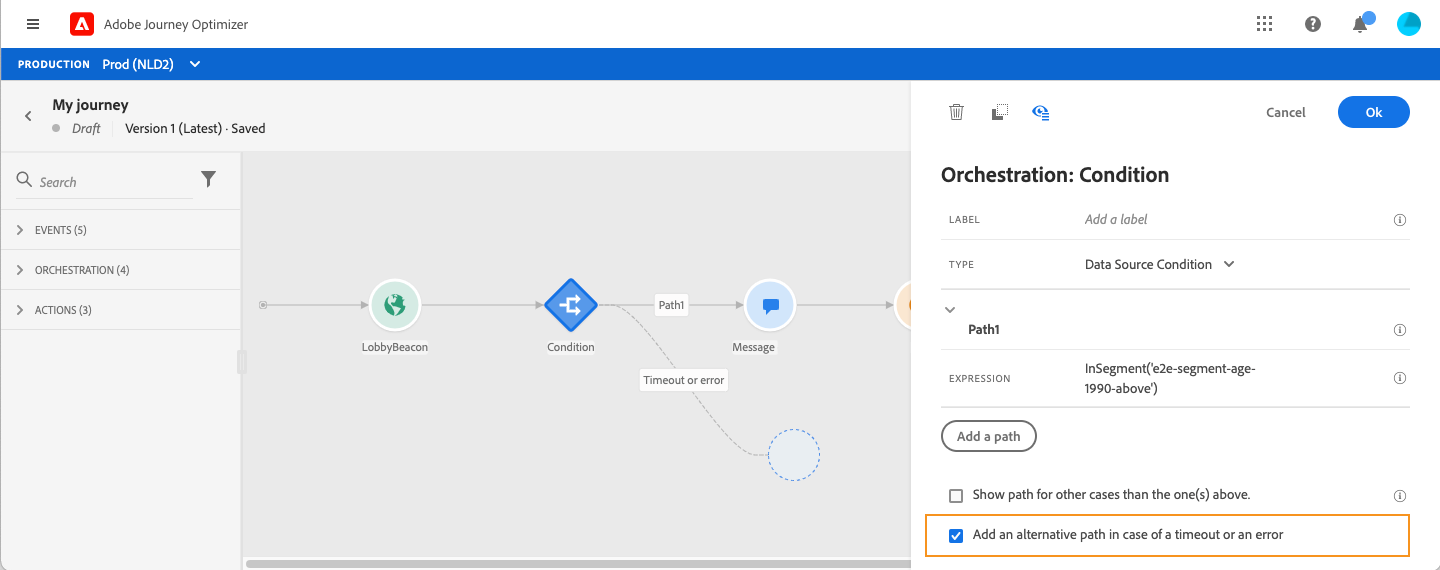 Adobe Journey Optimizer
PRODUCTION Prod (NLD2)
My journey
Draft Version 1 (Latest) · Saved
Search
EVENTS (5)
ORCHESTRATION (4)
ACTIONS (3)
LobbyBeacon
Condition
Path1
Message
Timeout or error
Cancel
Ok
Orchestration: Condition
LABEL Add a label
TYPE Data Source Condition
Path1
EXPRESSION
InSegment('e2e-segment-age-
1990-above')
Add a path
Show path for other cases than the one(s) above.
Add an alternative path in case of a timeout or an error